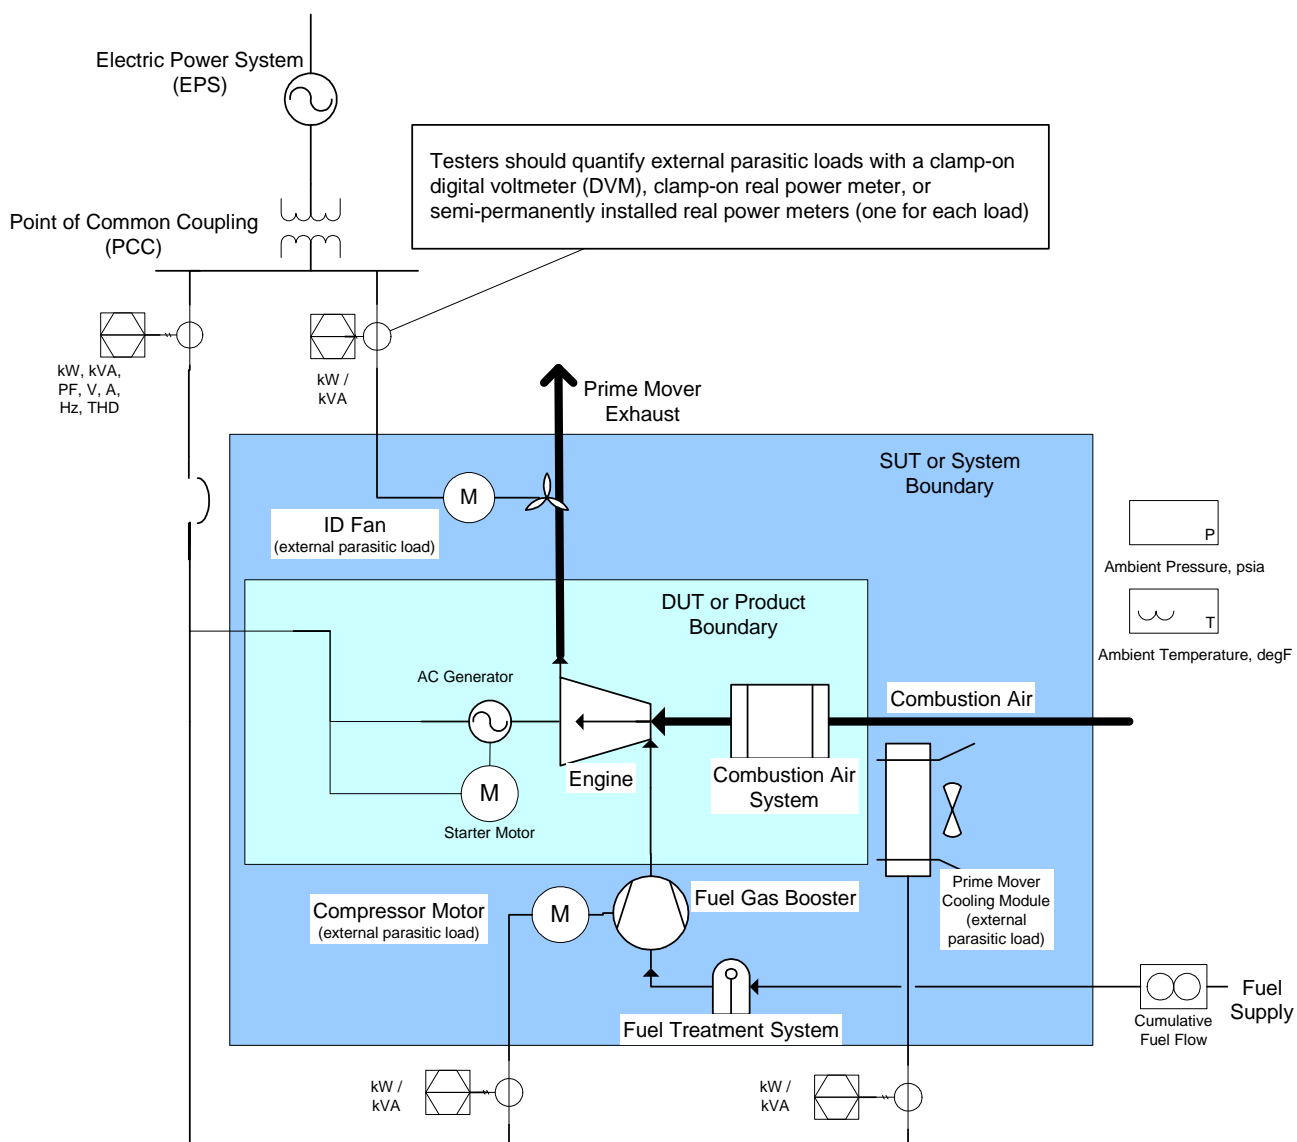 Electric Power System
(EPS)
Testers should quantify external parasitic loads with a clamp-on
digital voltmeter (DVM), clamp-on real power meter, or
semi-permanently installed real power meters (one for each load)
Point of Common Coupling
(PCC)
kW, kVA,
PF, V, A,
Hz, THD
kW /
kVA
Prime Mover
Exhaust
SUT or System
Boundary
M
ID Fan
(external parasitic load)
P
Ambient Pressure, psia
T
Ambient Temperature, degF
DUT or Product
Boundary
AC Generator
Combustion Air
Engine
Combustion Air
System
M
Starter Motor
Prime Mover
Cooling Module
(external
parasitic load)
Fuel Gas Booster
Compressor Motor
(external parasitic load)
M
Fuel Treatment System
Fuel
Supply
Cumulative
Fuel Flow
kW /
kVA
kW /
kVA